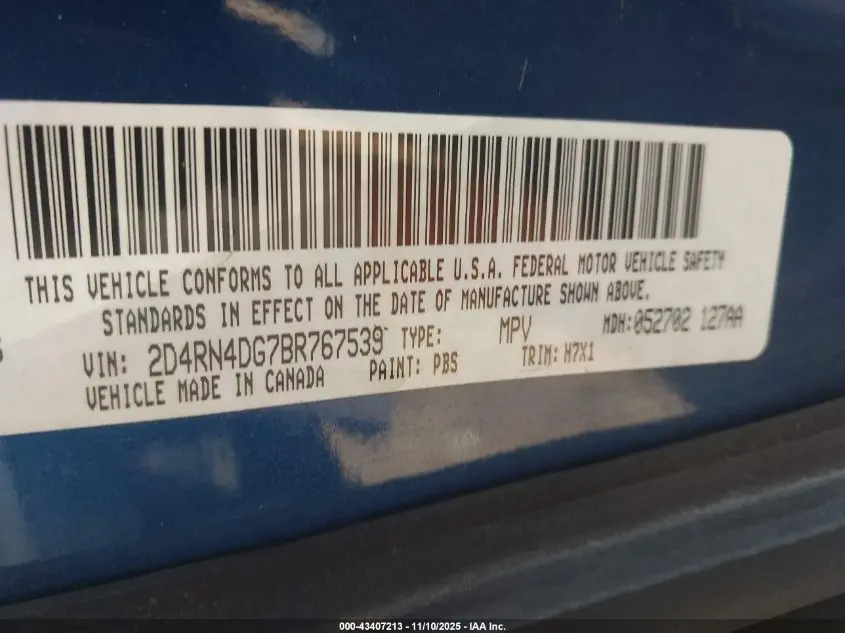 THIS VEHICLE CONFORMS TO ALL APPLICABLE U.S.A. FEDERAL MOTOR VEHICLE SAFETY
STANDARDS IN EFFECT ON THE DATE OF MANUFACTURE SHOWN ABOVE.
VIN: 2D4RN4DG7BR767539 TYPE: MPV MDH:052702 127AA
VEHICLE MADE IN CANADA PAINT: PBS TRIM: H7X1
000-43407213 — 11/10/2025 — IAA Inc.